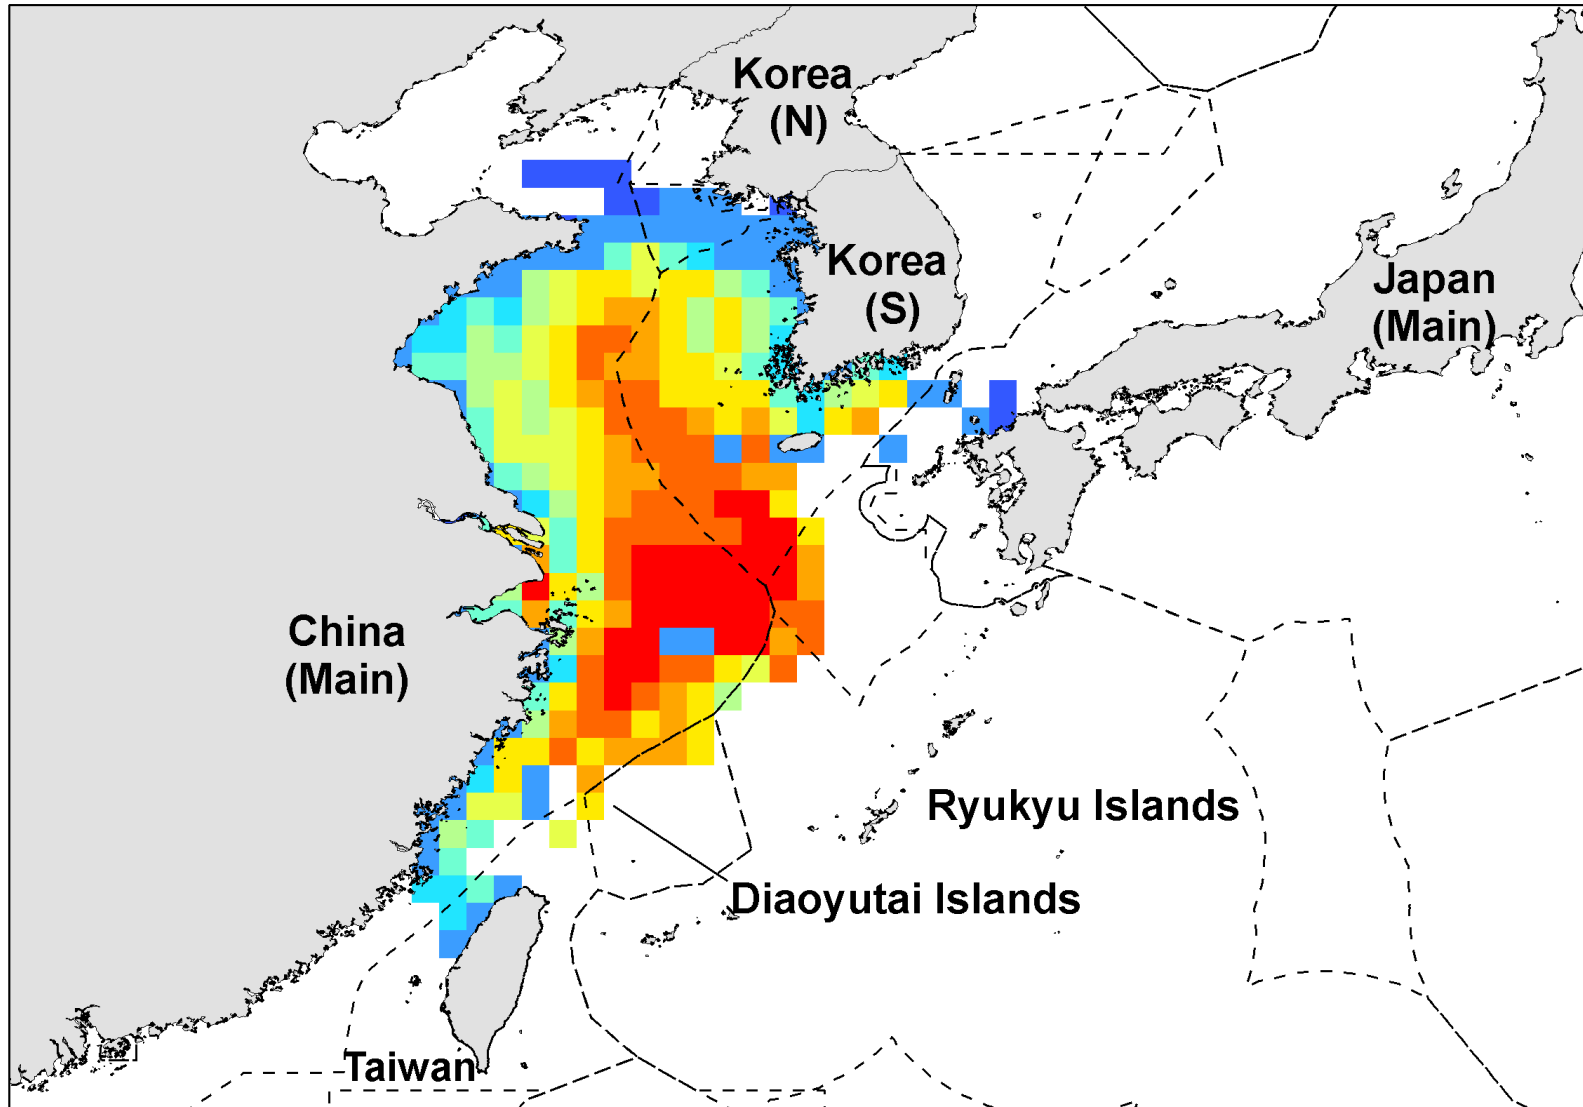 Korea
(N)
Korea
(S)
Japan
(Main)
China
(Main)
Ryukyu Islands
Diaoyutai Islands
Taiwan